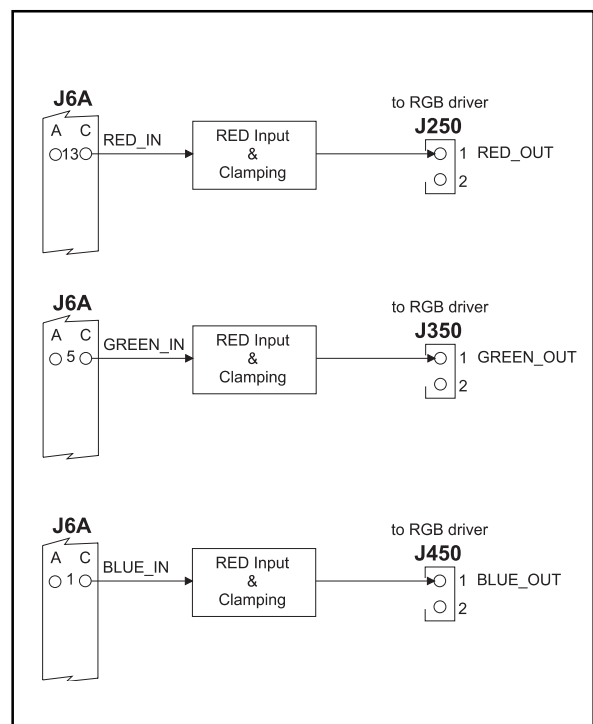 J6A
to RGB driver
J250
A C
13
RED_IN
RED Input
&
Clamping
1 RED_OUT
2
J6A
to RGB driver
J350
A C
5
GREEN_IN
RED Input
&
Clamping
1 GREEN_OUT
2
J6A
to RGB driver
J450
A C
1
BLUE_IN
RED Input
&
Clamping
1 BLUE_OUT
2